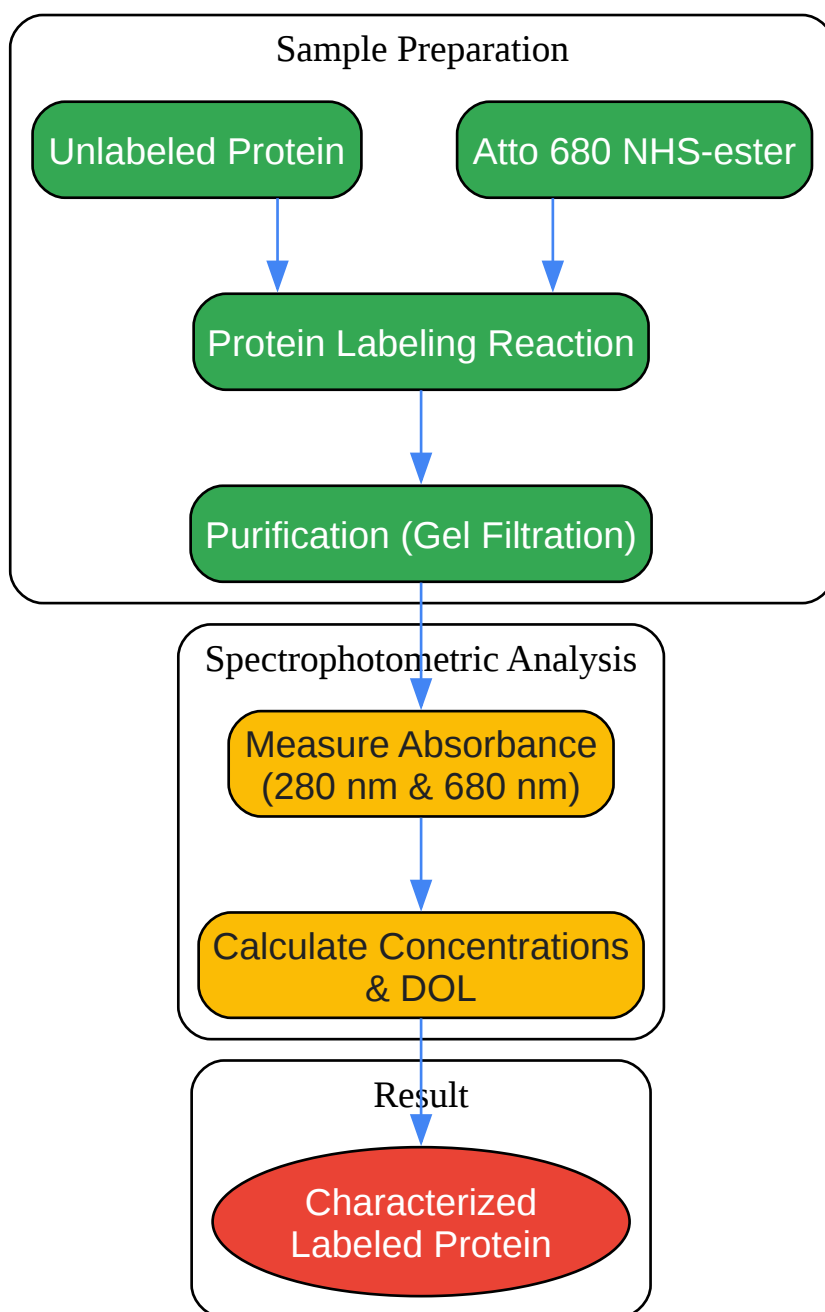 Sample Preparation
Unlabeled Protein
Atto 680 NHS-ester
Protein Labeling Reaction
Purification (Gel Filtration)
Spectrophotometric Analysis
Measure Absorbance
(280 nm & 680 nm)
Calculate Concentrations
& DOL
Result
Characterized
Labeled Protein